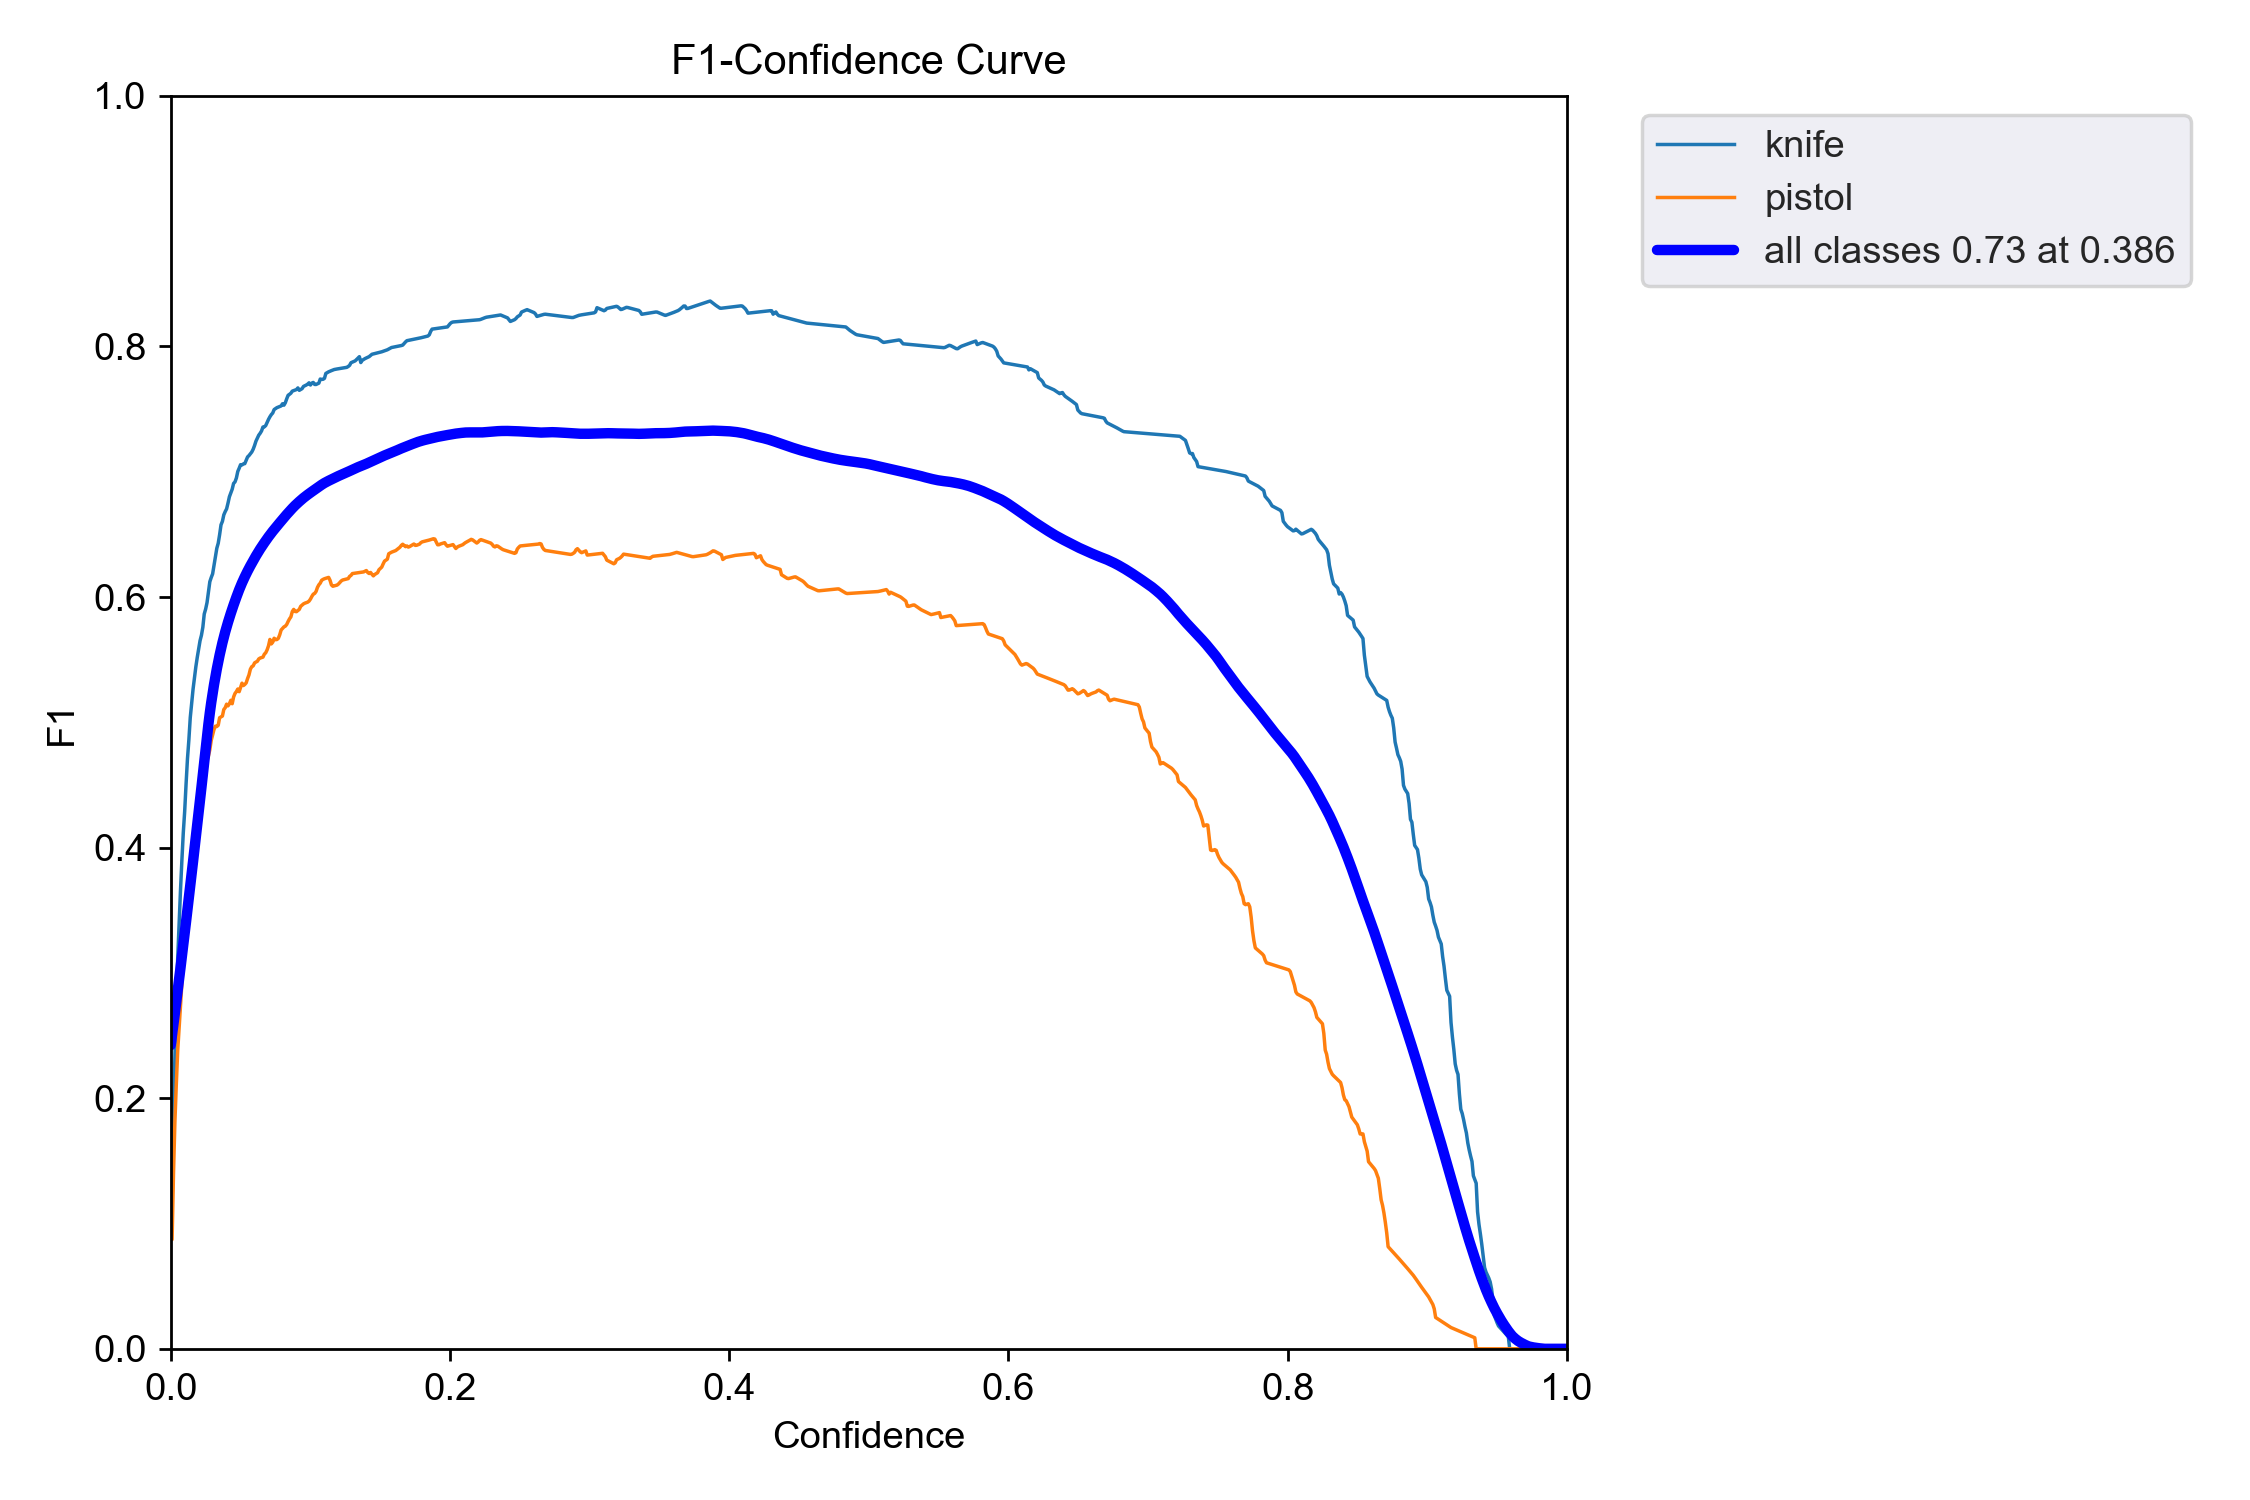 F1-Confidence Curve
1.0
0.8
0.6
0.4
0.2
0.0
F1
0.0 0.2 0.4 0.6 0.8 1.0
Confidence
knife
pistol
all classes 0.73 at 0.386